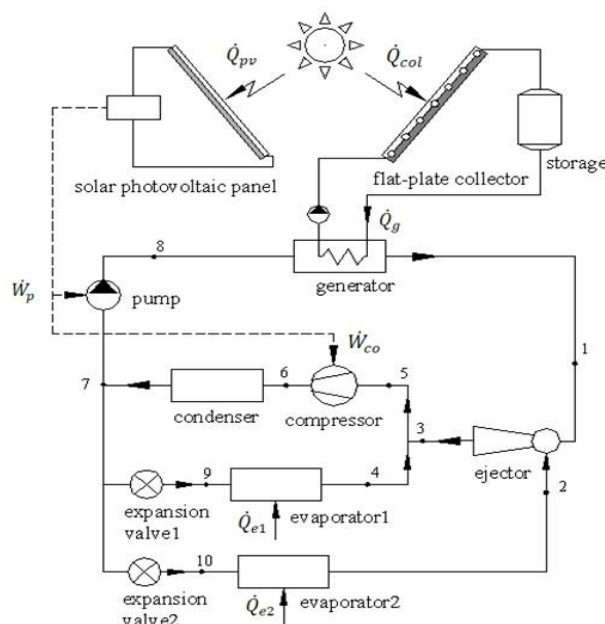 Q̇pv
Q̇col
solar photovoltaic panel
flat-plate collector
storage
Q̇g
8
generator
Ẇp
pump
1
Ẇco
7
6
5
condenser
compressor
3
ejector
2
9
4
expansion
valve1
Q̇e1
evaporator1
10
expansion
valve2
Q̇e2
evaporator2